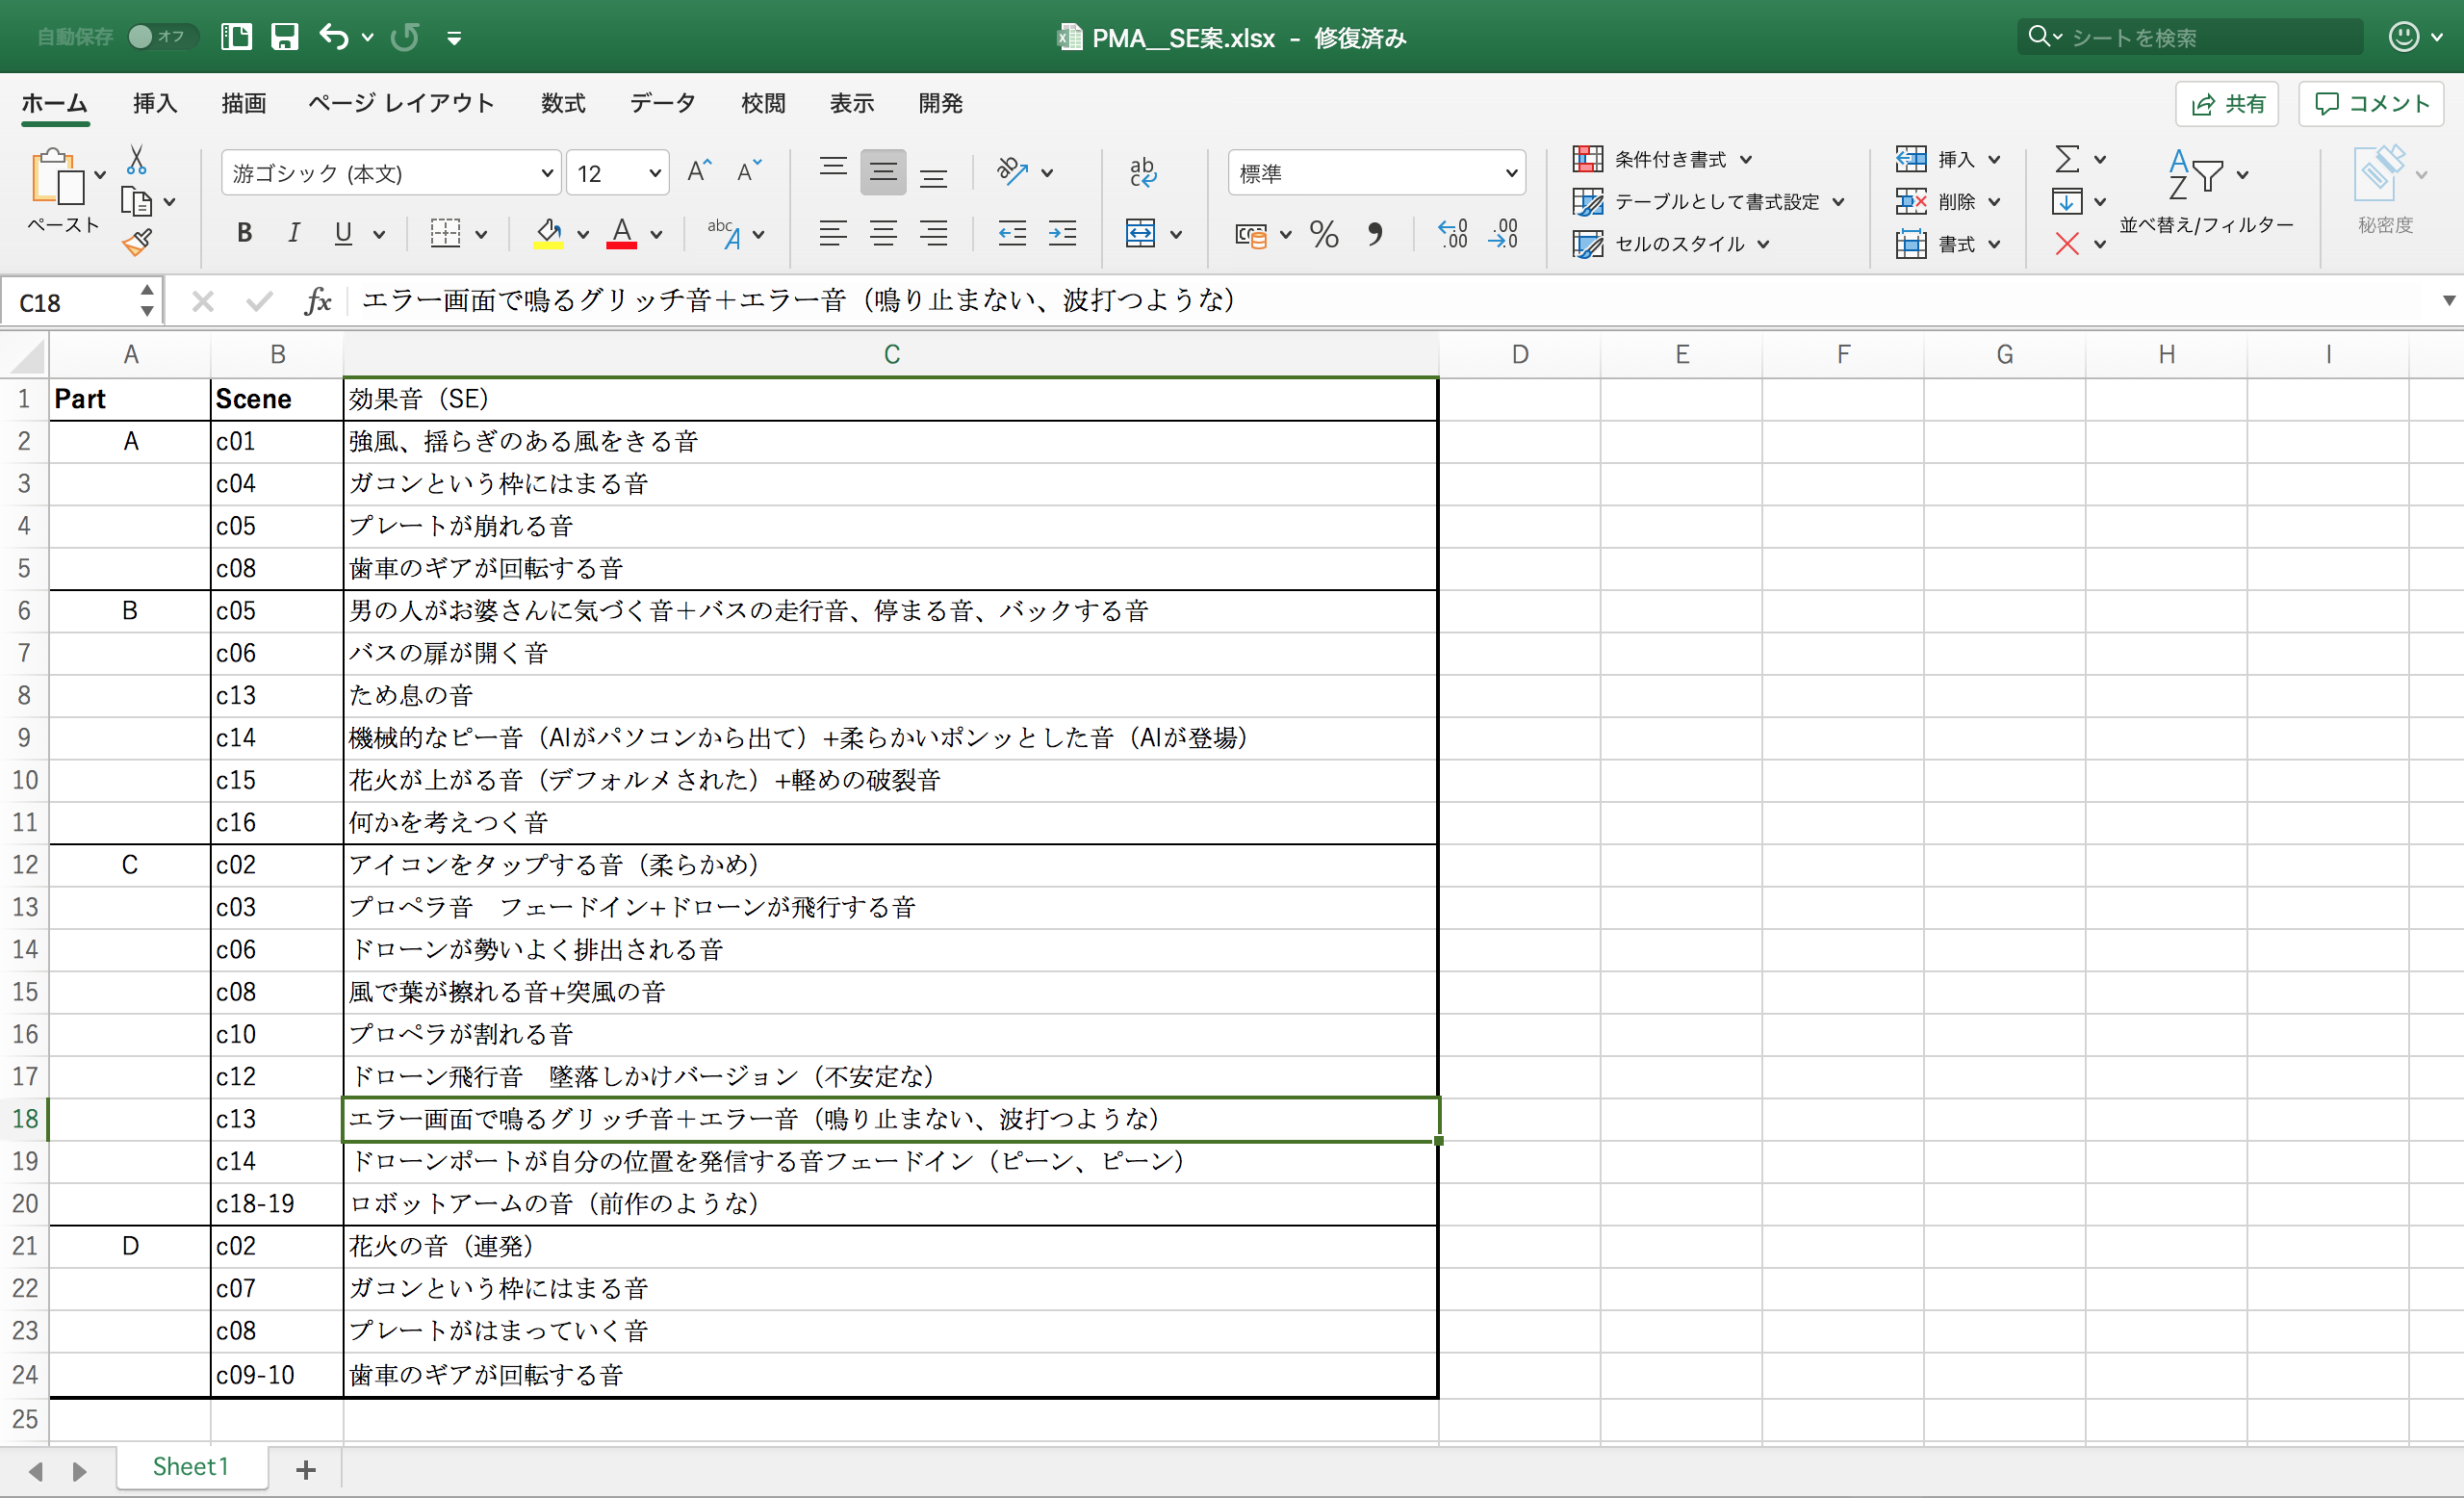 自動保存 オフ PMA__SE案.xlsx - 修復済み シートを検索
ホーム 挿入 描画 ページ レイアウト 数式 データ 校閲 表示 開発 共有 コメント
ペースト 游ゴシック (本文) 12 A^ A˅ ab 標準 条件付き書式 挿入 Σ A
abc 
テーブルとして書式設定 削除 Z
B I U A abc A % , .0 .00 .00 .0 セルのスタイル 書式 並べ替え/フィルター 秘密度
C18 fx エラー画面で鳴るグリッチ音＋エラー音（鳴り止まない、波打つような）
A B C D E F G H I
1 Part Scene 効果音（SE）
2 A c01 強風、揺らぎのある風をきる音
3 c04 ガコンという枠にはまる音
4 c05 プレートが崩れる音
5 c08 歯車のギアが回転する音
6 B c05 男の人がお婆さんに気づく音＋バスの走行音、停まる音、バックする音
7 c06 バスの扉が開く音
8 c13 ため息の音
9 c14 機械的なピー音（AIがパソコンから出て）+柔らかいポンッとした音（AIが登場）
10 c15 花火が上がる音（デフォルメされた）+軽めの破裂音
11 c16 何かを考えつく音
12 C c02 アイコンをタップする音（柔らかめ）
13 c03 プロペラ音　フェードイン+ドローンが飛行する音
14 c06 ドローンが勢いよく排出される音
15 c08 風で葉が擦れる音+突風の音
16 c10 プロペラが割れる音
17 c12 ドローン飛行音　墜落しかけバージョン（不安定な）
18 c13 エラー画面で鳴るグリッチ音＋エラー音（鳴り止まない、波打つような）
19 c14 ドローンポートが自分の位置を発信する音フェードイン（ピーン、ピーン）
20 c18-19 ロボットアームの音（前作のような）
21 D c02 花火の音（連発）
22 c07 ガコンという枠にはまる音
23 c08 プレートがはまっていく音
24 c09-10 歯車のギアが回転する音
25
Sheet1 +